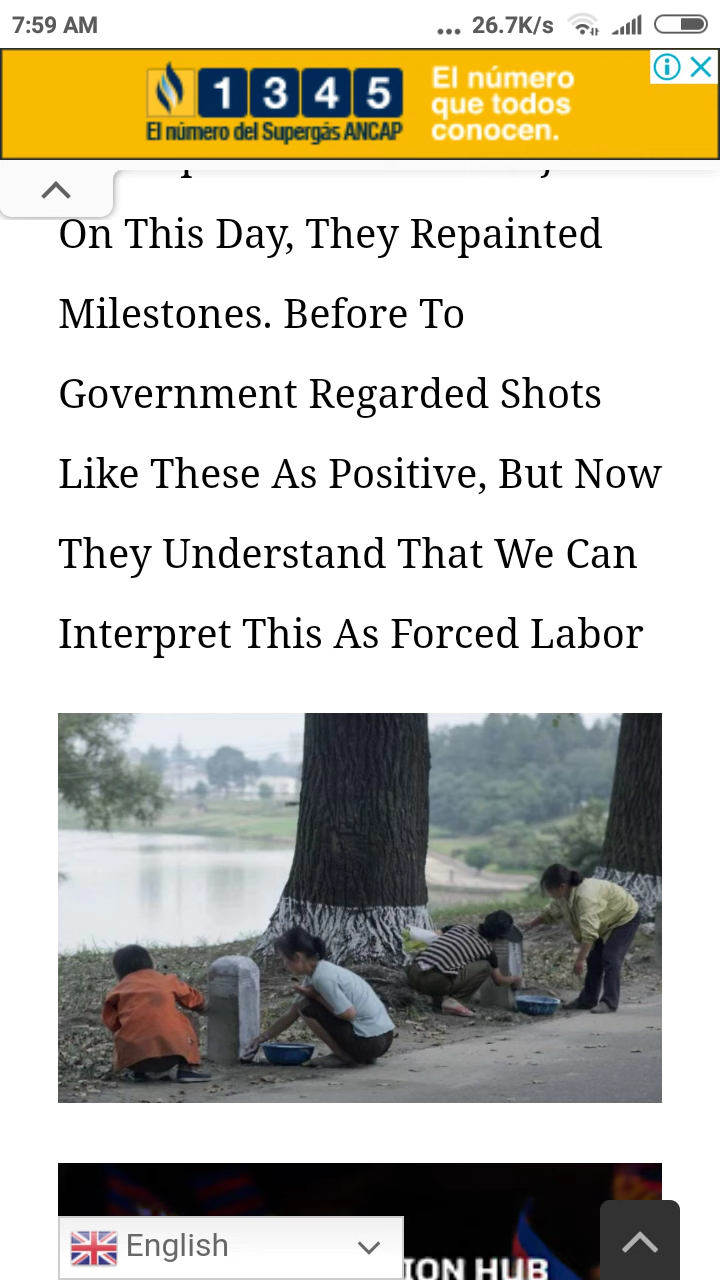 7:59 AM
... 26.7K/s
1345
El número del Supergás ANCAP
El número
que todos
conocen.
On This Day, They Repainted
Milestones. Before To
Government Regarded Shots
Like These As Positive, But Now
They Understand That We Can
Interpret This As Forced Labor
English
ION HUB